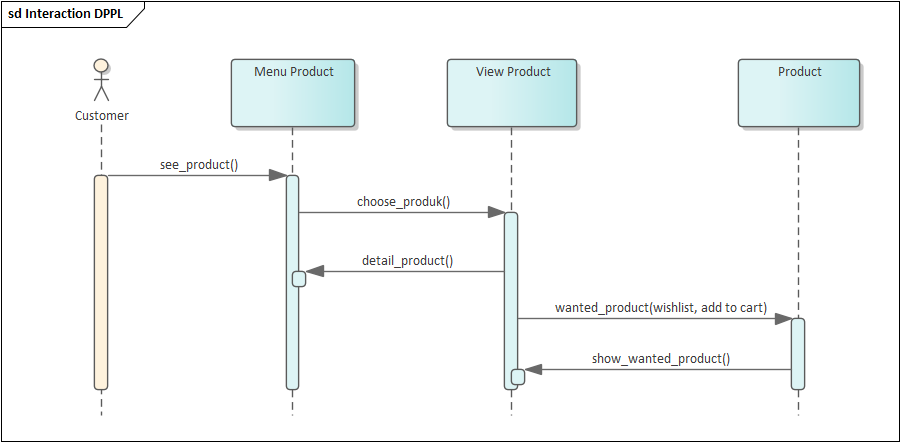 sd Interaction DPPL
Customer
Menu Product
View Product
Product
see_product()
choose_produk()
detail_product()
wanted_product(wishlist, add to cart)
show_wanted_product()